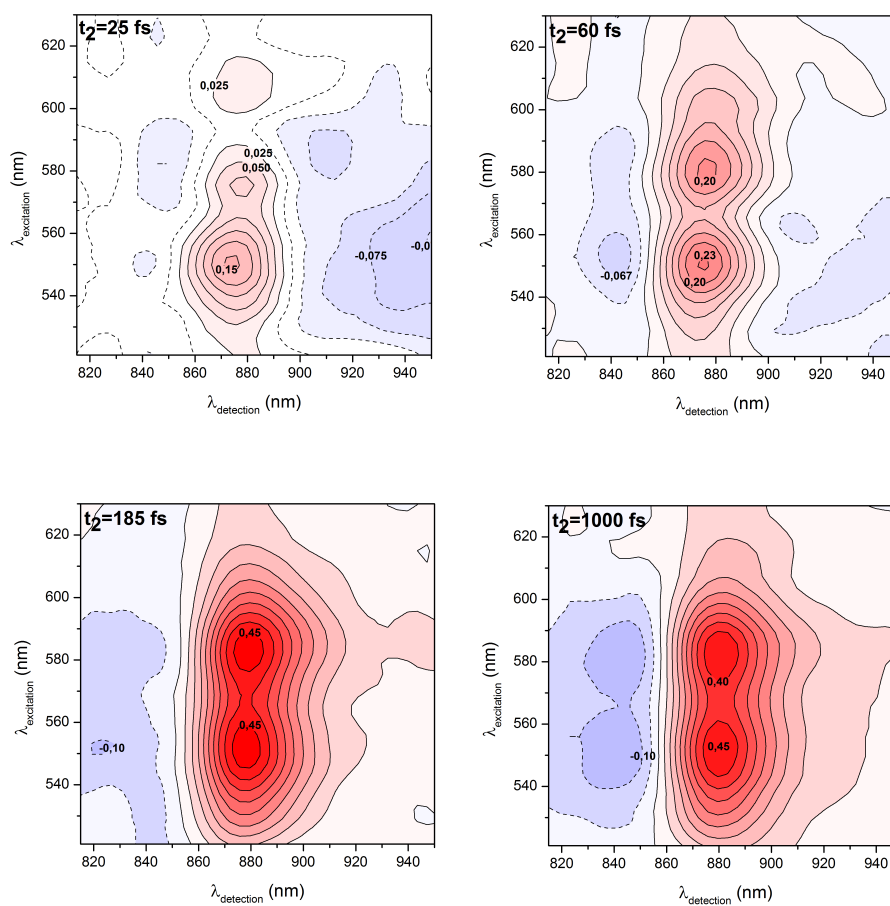 t2=25 fs
620
600
580
560
540
820 840 860 880 900 920 940
λexcitation (nm)
λdetection (nm)
0,025
0,025
0,050
0,15
-0,075
-0,0
t2=60 fs
620
600
580
560
540
820 840 860 880 900 920 940
λexcitation (nm)
λdetection (nm)
0,20
0,23
0,20
-0,067
t2=185 fs
620
600
580
560
540
820 840 860 880 900 920 940
λexcitation (nm)
λdetection (nm)
0,45
0,45
-0,10
t2=1000 fs
620
600
580
560
540
820 840 860 880 900 920 940
λexcitation (nm)
λdetection (nm)
0,40
0,45
-0,10